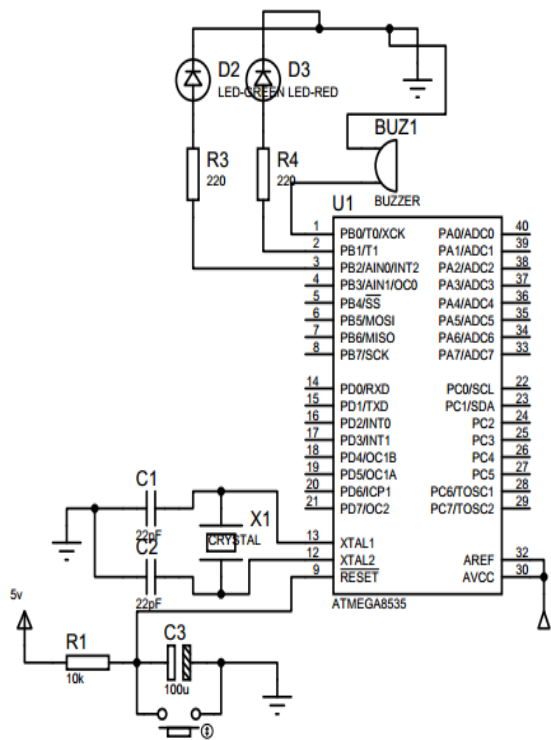 D2
LED-GREEN
D3
LED-RED
R3
220
R4
220
BUZ1
BUZZER
U1
1 PB0/T0/XCK PA0/ADC0 40
2 PB1/T1 PA1/ADC1 39
3 PB2/AIN0/INT2 PA2/ADC2 38
4 PB3/AIN1/OC0 PA3/ADC3 37
5 PB4/SS PA4/ADC4 36
6 PB5/MOSI PA5/ADC5 35
7 PB6/MISO PA6/ADC6 34
8 PB7/SCK PA7/ADC7 33
14 PD0/RXD PC0/SCL 22
15 PD1/TXD PC1/SDA 23
16 PD2/INT0 PC2 24
17 PD3/INT1 PC3 25
18 PD4/OC1B PC4 26
19 PD5/OC1A PC5 27
20 PD6/ICP1 PC6/TOSC1 28
21 PD7/OC2 PC7/TOSC2 29
13 XTAL1
12 XTAL2 AREF 32
9 RESET AVCC 30
ATMEGA8535
C1
22pF
X1
CRYSTAL
C2
22pF
5v
R1
10k
C3
100u